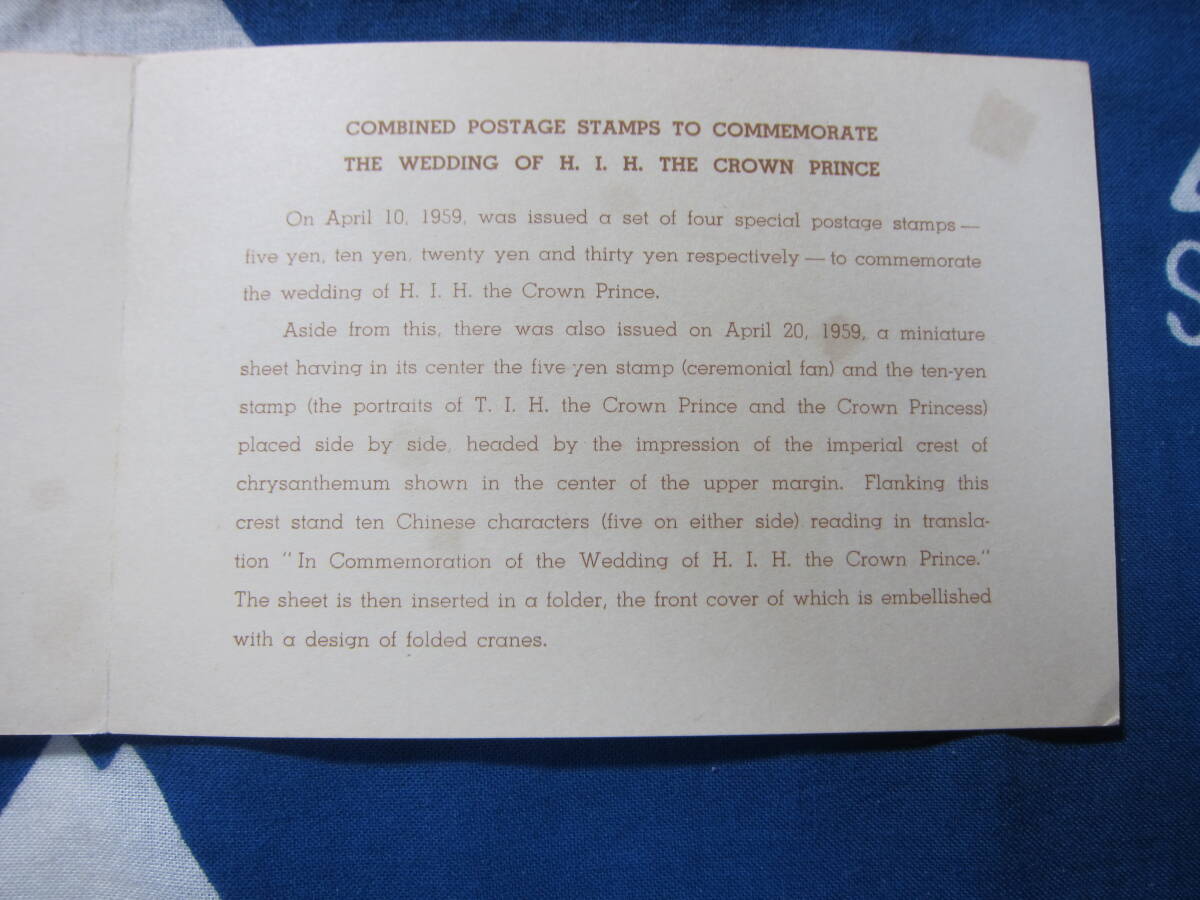 COMBINED POSTAGE STAMPS TO COMMEMORATE
THE WEDDING OF H. I. H. THE CROWN PRINCE
On April 10, 1959, was issued a set of four special postage stamps —
five yen, ten yen, twenty yen and thirty yen respectively — to commemorate
the wedding of H. I. H. the Crown Prince.
Aside from this, there was also issued on April 20, 1959, a miniature
sheet having in its center the five yen stamp (ceremonial fan) and the ten-yen
stamp (the portraits of T. I. H. the Crown Prince and the Crown Princess)
placed side by side, headed by the impression of the imperial crest of
chrysanthemum shown in the center of the upper margin. Flanking this
crest stand ten Chinese characters (five on either side) reading in transla-
tion "In Commemoration of the Wedding of H. I. H. the Crown Prince."
The sheet is then inserted in a folder, the front cover of which is embellished
with a design of folded cranes.